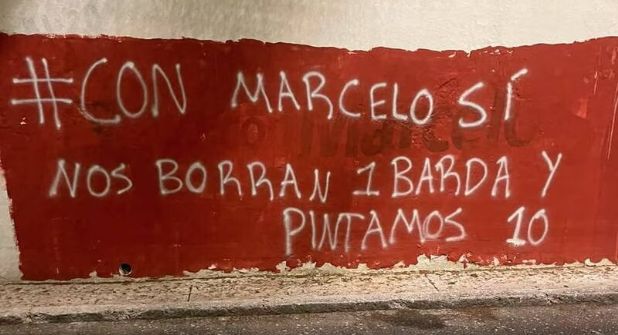 #CON MARCELO SÍ
NOS BORRAN 1 BARDA Y
PINTAMOS 10